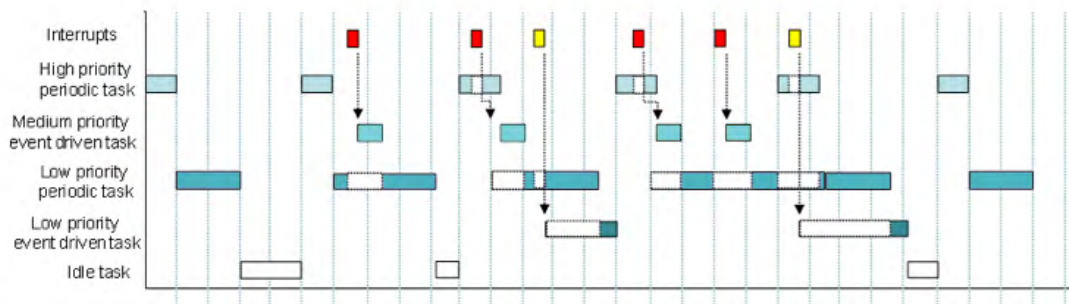 Interrupts
High priority
periodic task
Medium priority
event driven task
Low priority
periodic task
Low priority
event driven task
Idle task